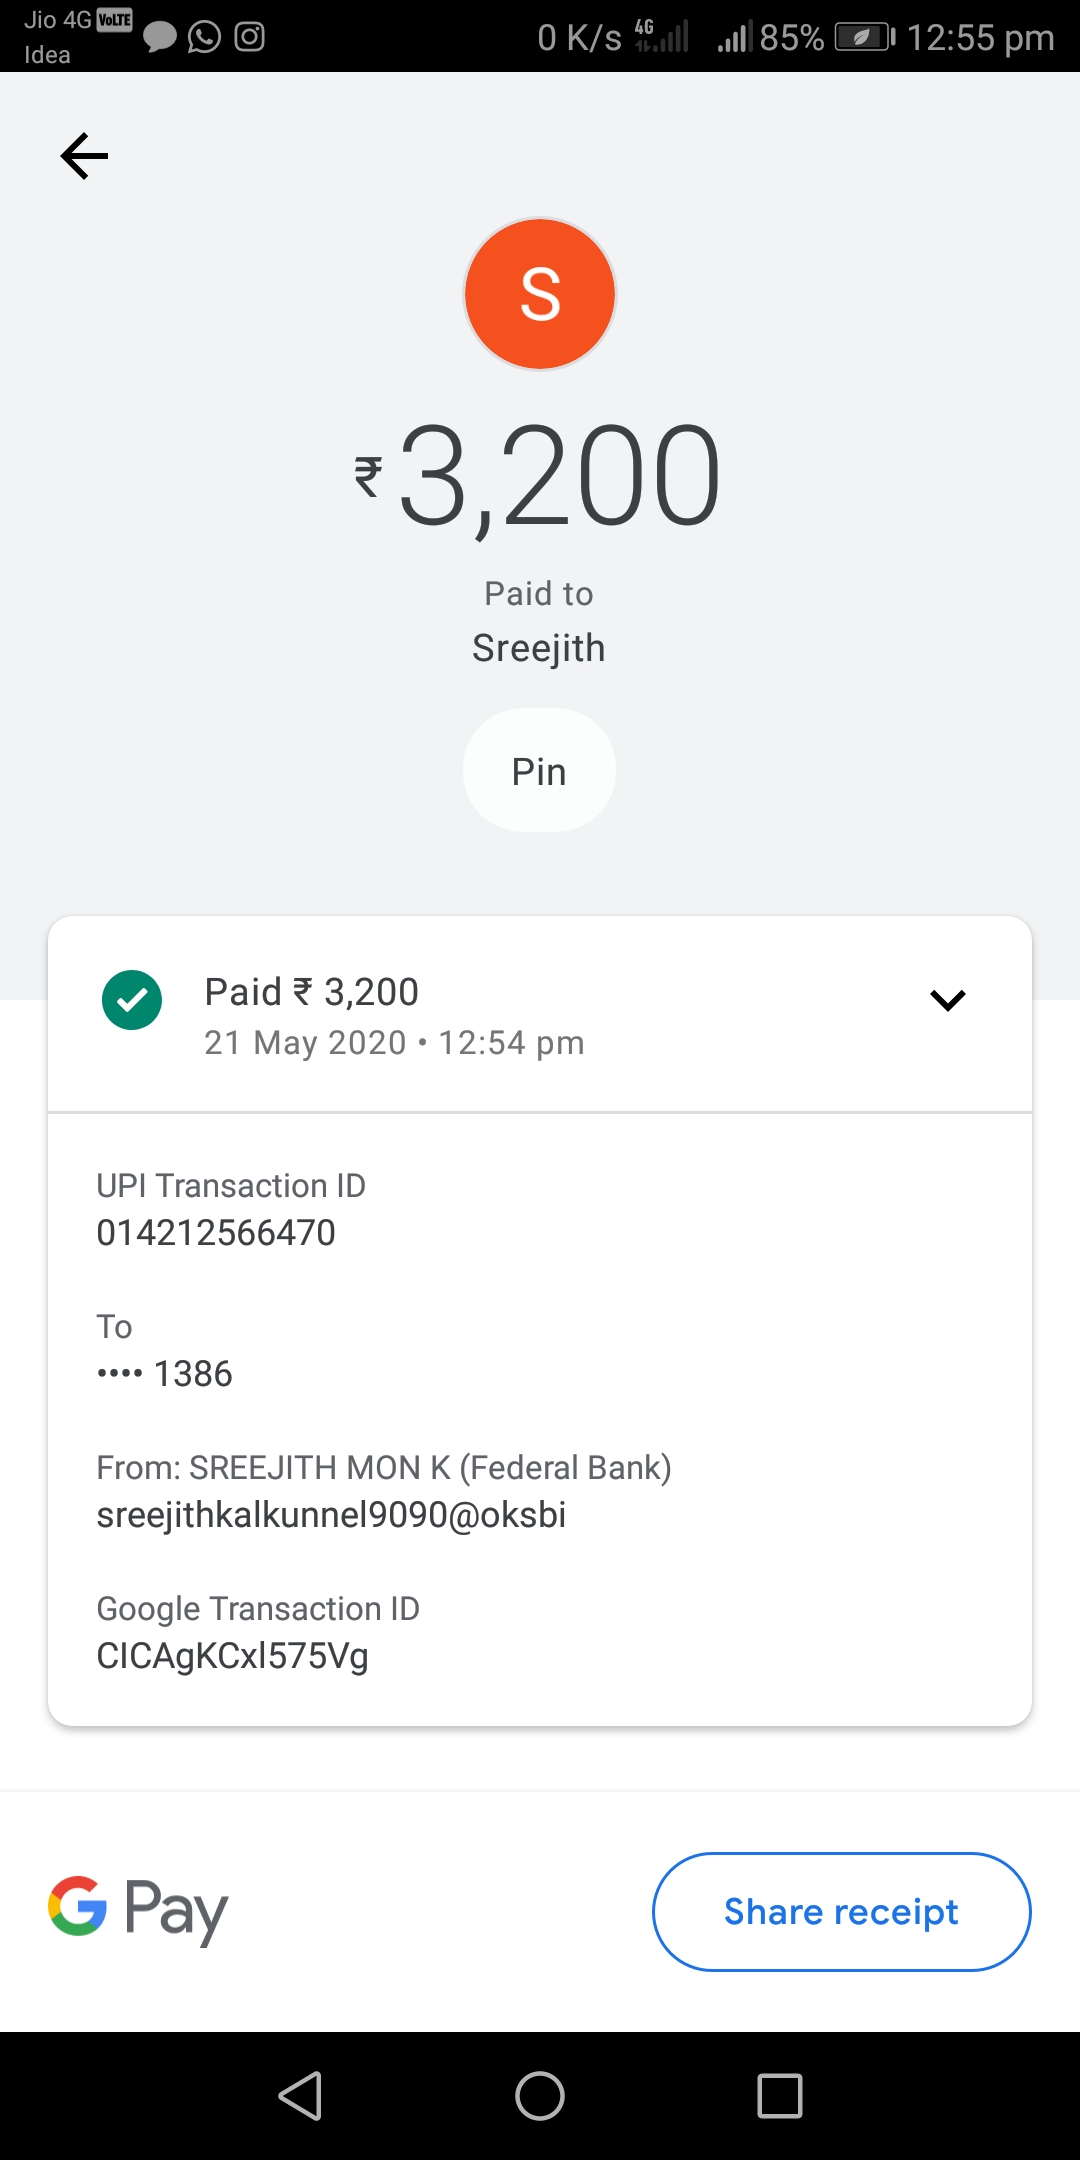 Jio 4G VoLTE
Idea
0 K/s 4G 85% 12:55 pm
S
₹3,200
Paid to
Sreejith
Pin
Paid ₹ 3,200
21 May 2020 • 12:54 pm
UPI Transaction ID
014212566470
To
•••• 1386
From: SREEJITH MON K (Federal Bank)
sreejithkalkunnel9090@oksbi
Google Transaction ID
CICAgKCxl575Vg
G Pay
Share receipt